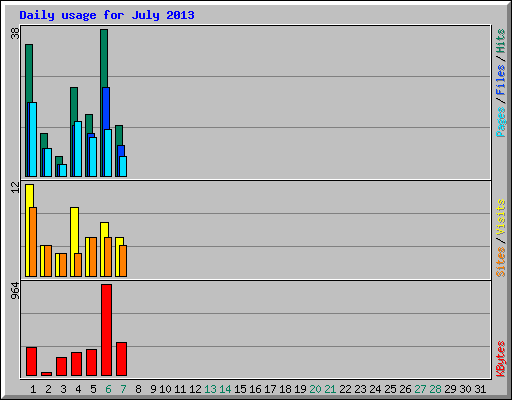 Daily usage for July 2013
38
Pages / Files / Hits
12
Sites / Visits
964
KBytes
1 2 3 4 5 6 7 8 9 10 11 12 13 14 15 16 17 18 19 20 21 22 23 24 25 26 27 28 29 30 31